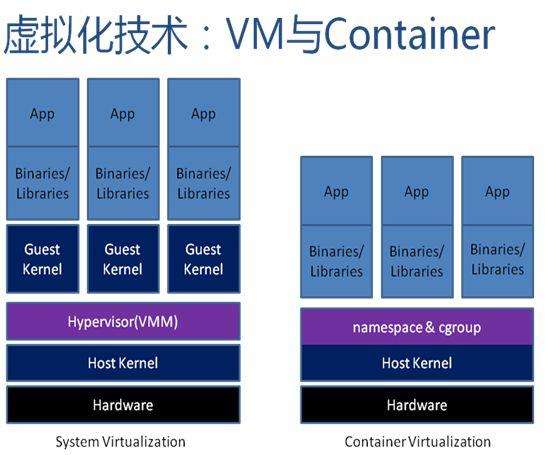 虚拟化技术：VM与Container
App
App
App
Binaries/
Libraries
Binaries/
Libraries
Binaries/
Libraries
Guest
Kernel
Guest
Kernel
Guest
Kernel
Hypervisor(VMM)
Host Kernel
Hardware
System Virtualization
App
App
App
Binaries/
Libraries
Binaries/
Libraries
Binaries/
Libraries
namespace & cgroup
Host Kernel
Hardware
Container Virtualization